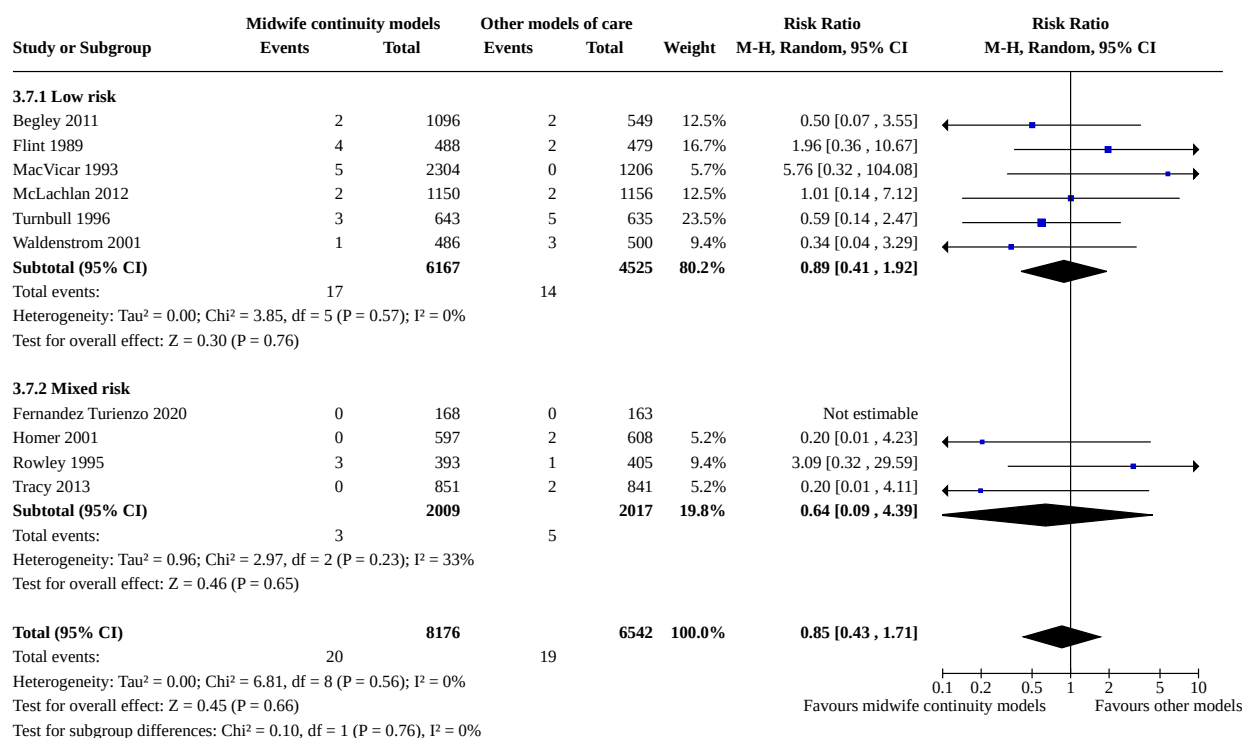 Midwife continuity models Other models of care Risk Ratio Risk Ratio
Study or Subgroup Events Total Events Total Weight M-H, Random, 95% CI M-H, Random, 95% CI
3.7.1 Low risk
Begley 2011 2 1096 2 549 12.5% 0.50 [0.07 , 3.55]
Flint 1989 4 488 2 479 16.7% 1.96 [0.36 , 10.67]
MacVicar 1993 5 2304 0 1206 5.7% 5.76 [0.32 , 104.08]
McLachlan 2012 2 1150 2 1156 12.5% 1.01 [0.14 , 7.12]
Turnbull 1996 3 643 5 635 23.5% 0.59 [0.14 , 2.47]
Waldenstrom 2001 1 486 3 500 9.4% 0.34 [0.04 , 3.29]
Subtotal (95% CI) 6167 4525 80.2% 0.89 [0.41 , 1.92]
Total events: 17 14
Heterogeneity: Tau² = 0.00; Chi² = 3.85, df = 5 (P = 0.57); I² = 0%
Test for overall effect: Z = 0.30 (P = 0.76)
3.7.2 Mixed risk
Fernandez Turienzo 2020 0 168 0 163 Not estimable
Homer 2001 0 597 2 608 5.2% 0.20 [0.01 , 4.23]
Rowley 1995 3 393 1 405 9.4% 3.09 [0.32 , 29.59]
Tracy 2013 0 851 2 841 5.2% 0.20 [0.01 , 4.11]
Subtotal (95% CI) 2009 2017 19.8% 0.64 [0.09 , 4.39]
Total events: 3 5
Heterogeneity: Tau² = 0.96; Chi² = 2.97, df = 2 (P = 0.23); I² = 33%
Test for overall effect: Z = 0.46 (P = 0.65)
Total (95% CI) 8176 6542 100.0% 0.85 [0.43 , 1.71]
Total events: 20 19
Heterogeneity: Tau² = 0.00; Chi² = 6.81, df = 8 (P = 0.56); I² = 0%
0.1 0.2 0.5 1 2 5 10
Test for overall effect: Z = 0.45 (P = 0.66) Favours midwife continuity models Favours other models
Test for subgroup differences: Chi² = 0.10, df = 1 (P = 0.76), I² = 0%